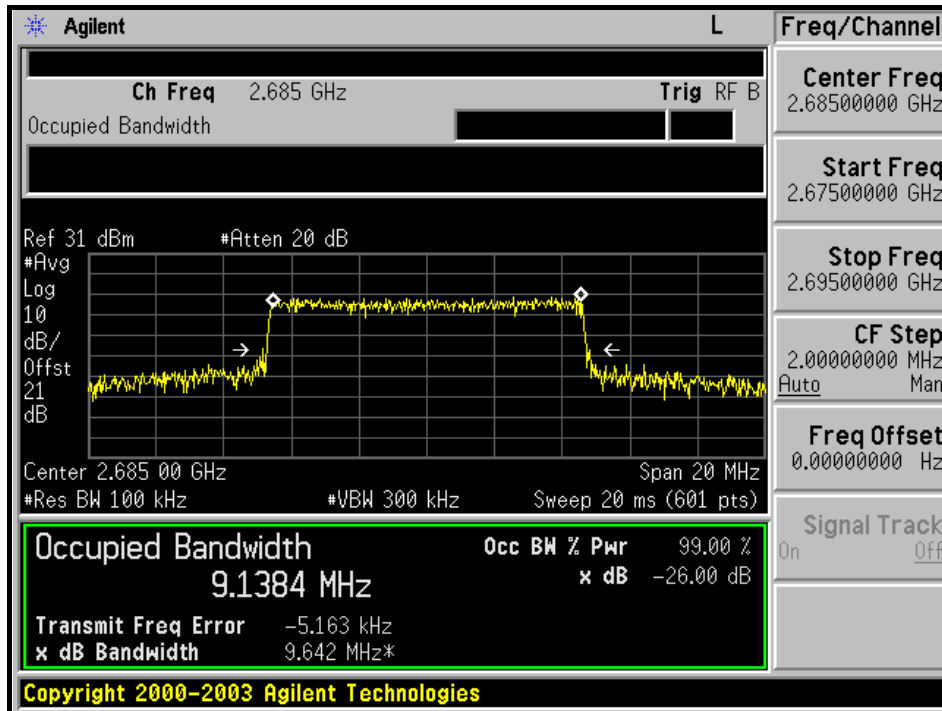 Agilent L Freq/Channel
Ch Freq 2.685 GHz Trig RF B
Occupied Bandwidth
Center Freq
2.68500000 GHz
Start Freq
2.67500000 GHz
Stop Freq
2.69500000 GHz
CF Step
2.00000000 MHz
Auto Man
Freq Offset
0.00000000 Hz
Signal Track
On Off
Ref 31 dBm #Atten 20 dB
#Avg
Log
10
dB/
Offst
21
dB
Center 2.685 00 GHz Span 20 MHz
#Res BW 100 kHz #VBW 300 kHz Sweep 20 ms (601 pts)
Occupied Bandwidth Occ BW % Pwr 99.00 %
9.1384 MHz x dB -26.00 dB
Transmit Freq Error -5.163 kHz
x dB Bandwidth 9.642 MHz*
Copyright 2000-2003 Agilent Technologies